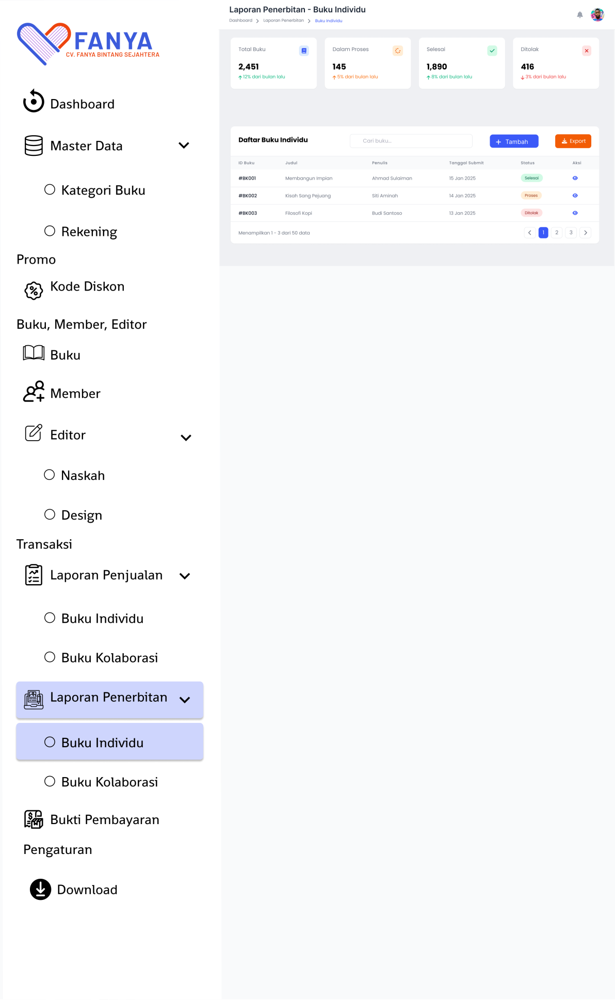 FANYA
CV. FANYA BINTANG SEJAHTERA
Dashboard
Master Data
Kategori Buku
Rekening
Promo
Kode Diskon
Buku, Member, Editor
Buku
Member
Editor
Naskah
Design
Transaksi
Laporan Penjualan
Buku Individu
Buku Kolaborasi
Laporan Penerbitan
Buku Individu
Buku Kolaborasi
Bukti Pembayaran
Pengaturan
Download
Laporan Penerbitan - Buku Individu
Dashboard > Laporan Penerbitan > Buku Individu
Total Buku
2,451
12% dari bulan lalu
Dalam Proses
145
5% dari bulan lalu
Selesai
1,890
8% dari bulan lalu
Ditolak
416
3% dari bulan lalu
Daftar Buku Individu
Cari buku...
+ Tambah
Export
ID Buku Judul Penulis Tanggal Submit Status Aksi
#BK001 Membangun Impian Ahmad Sulaiman 15 Jan 2025 Selesai
#BK002 Kisah Sang Pejuang Siti Aminah 14 Jan 2025 Proses
#BK003 Filosofi Kopi Budi Santoso 13 Jan 2025 Ditolak
Menampilkan 1 - 3 dari 50 data
< 1 2 3 >